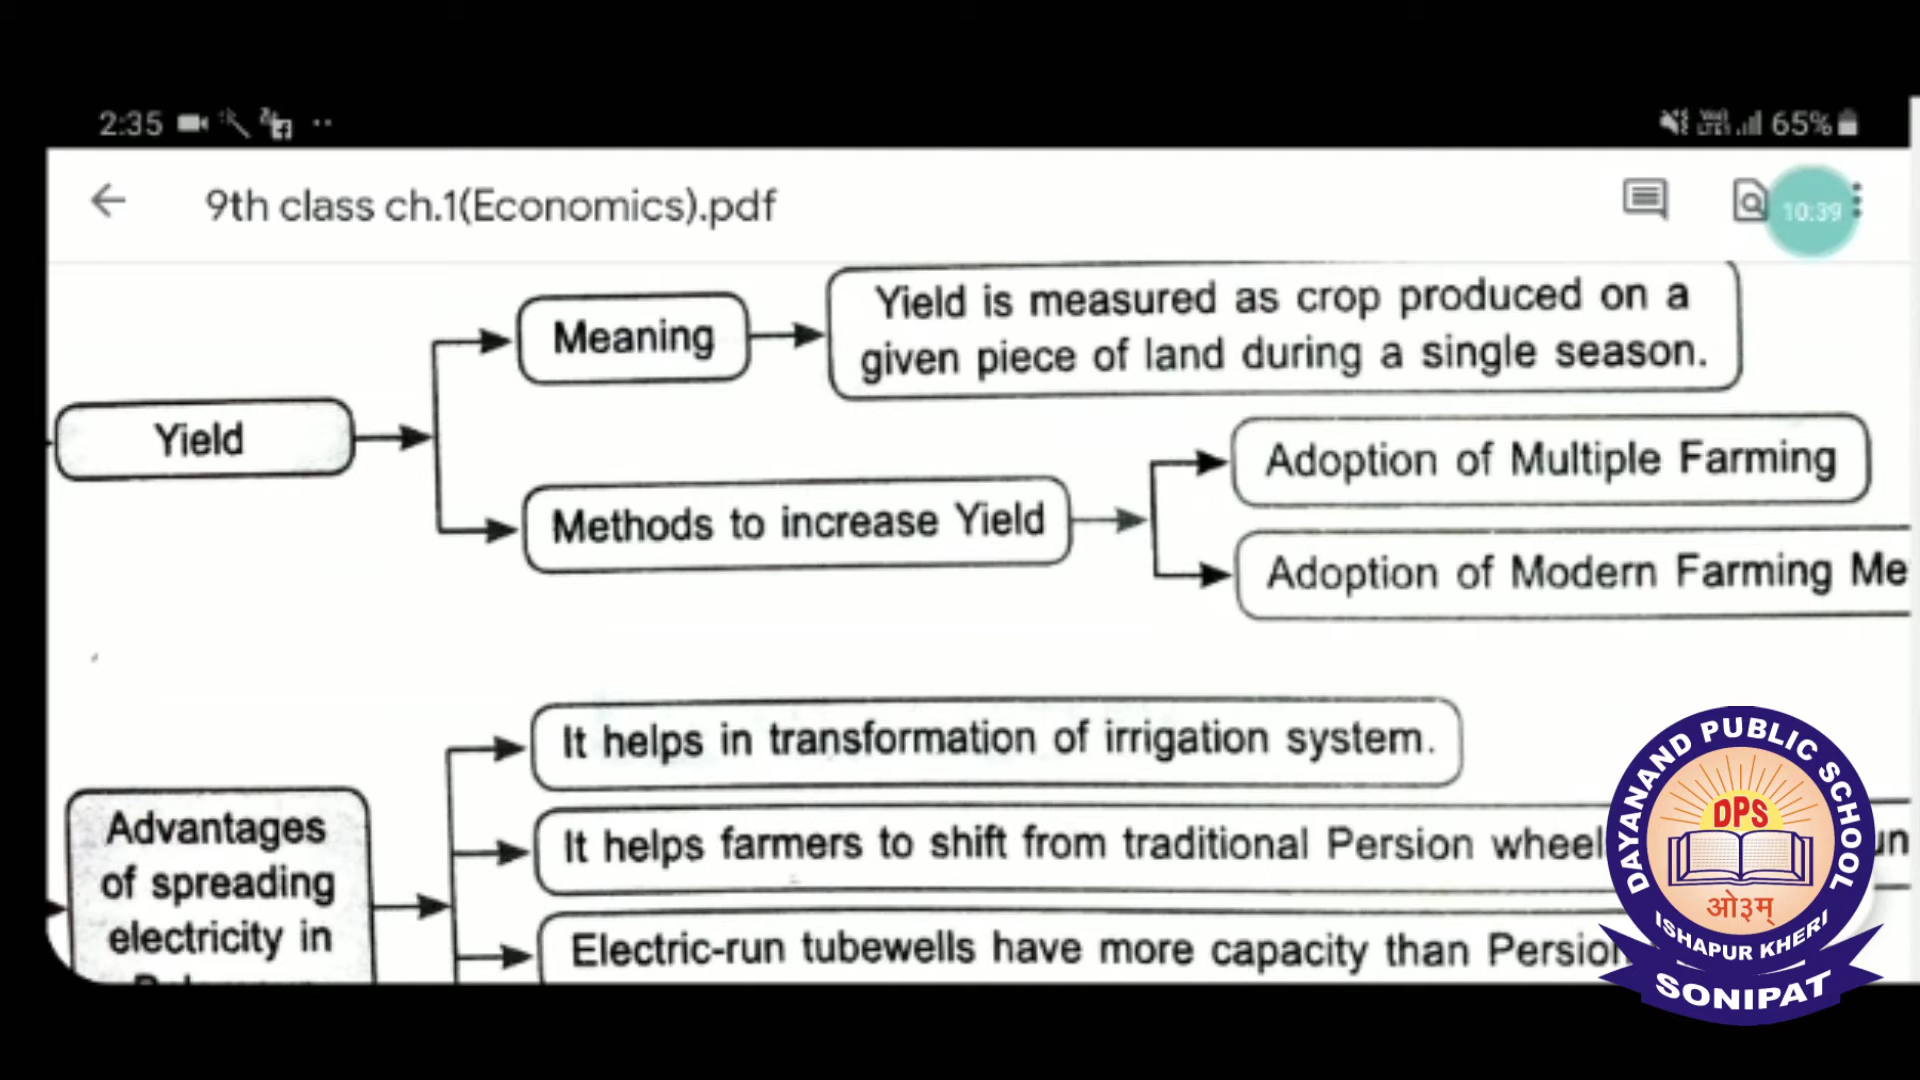 2:35
65%
9th class ch.1(Economics).pdf
10:39
Yield is measured as crop produced on a
given piece of land during a single season.
Meaning
Yield
Adoption of Multiple Farming
Methods to increase Yield
Adoption of Modern Farming Me
It helps in transformation of irrigation system.
Advantages
of spreading
electricity in
It helps farmers to shift from traditional Persion wheel
Electric-run tubewells have more capacity than Persion
DAYANAND PUBLIC SCHOOL
DPS
ओ३म्
ISHAPUR KHERI
SONIPAT